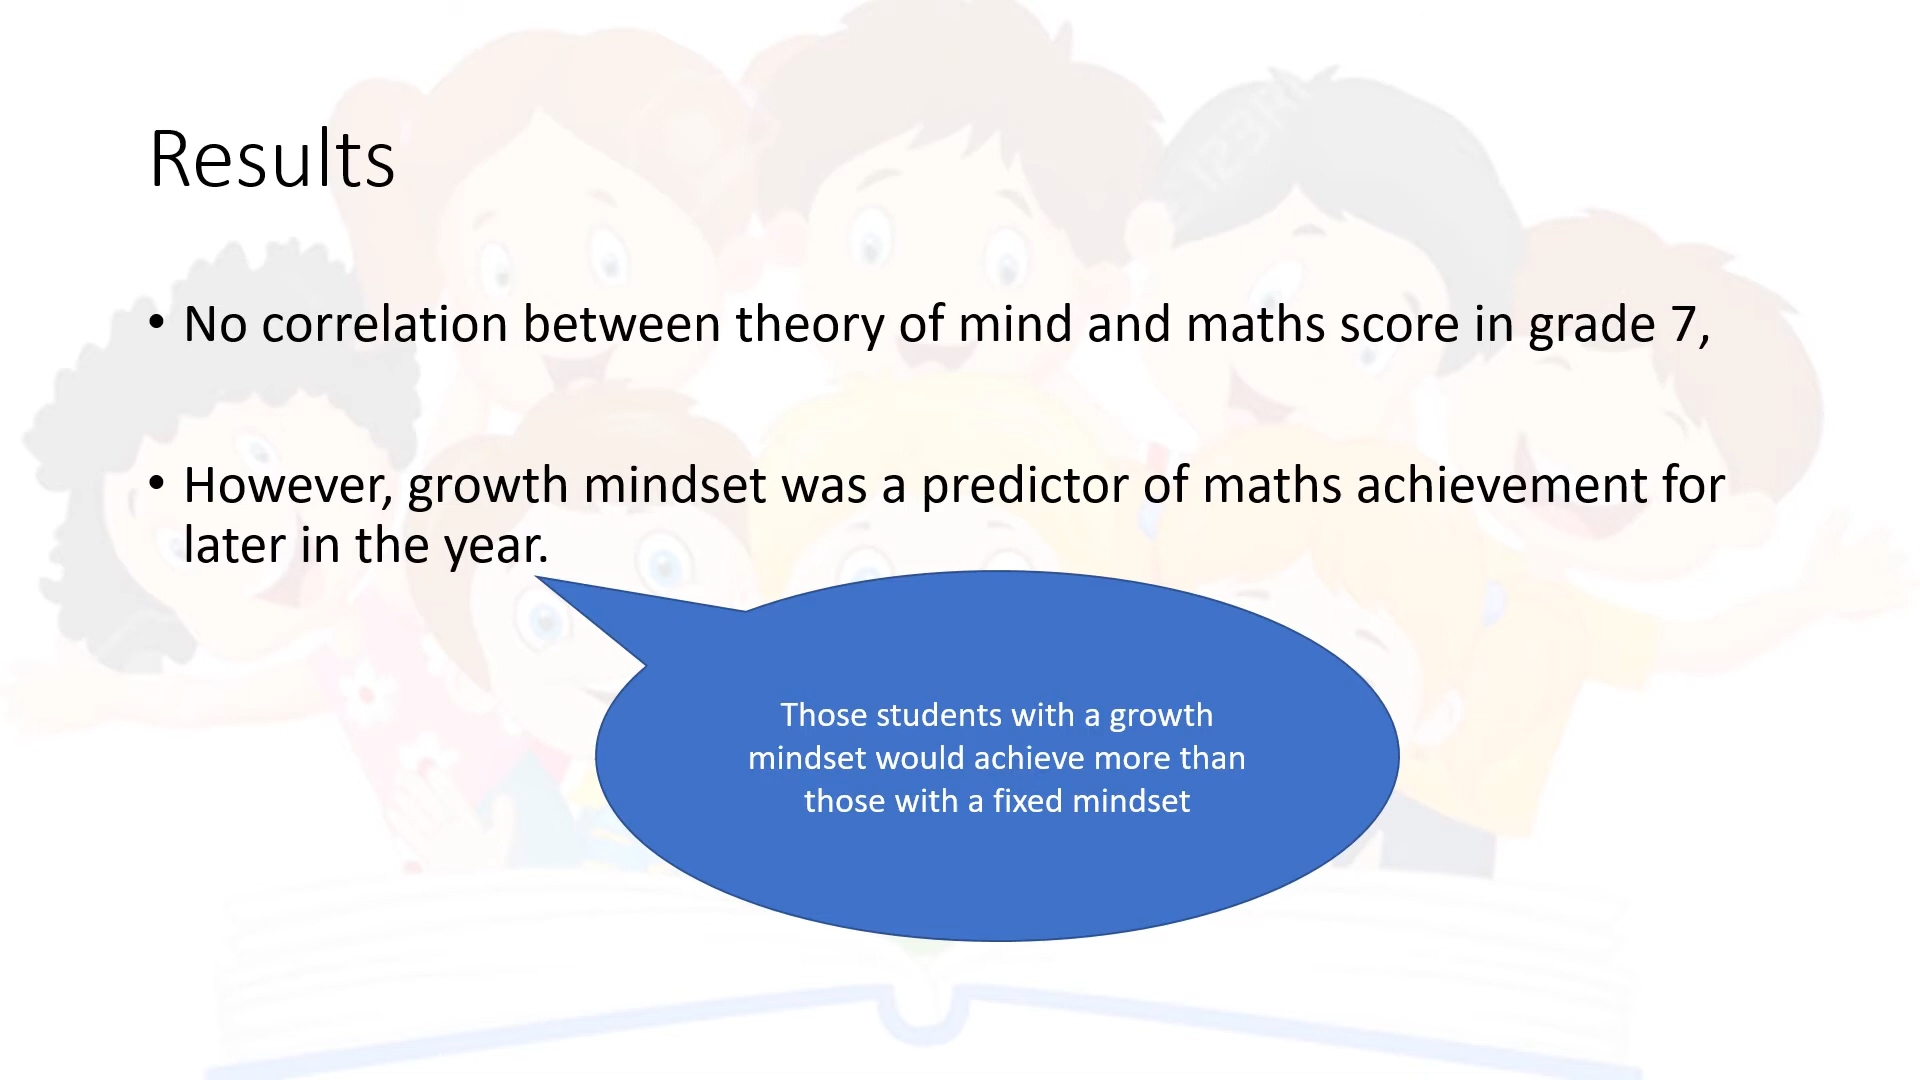 Results
• No correlation between theory of mind and maths score in grade 7,
• However, growth mindset was a predictor of maths achievement for
later in the year.
Those students with a growth
mindset would achieve more than
those with a fixed mindset